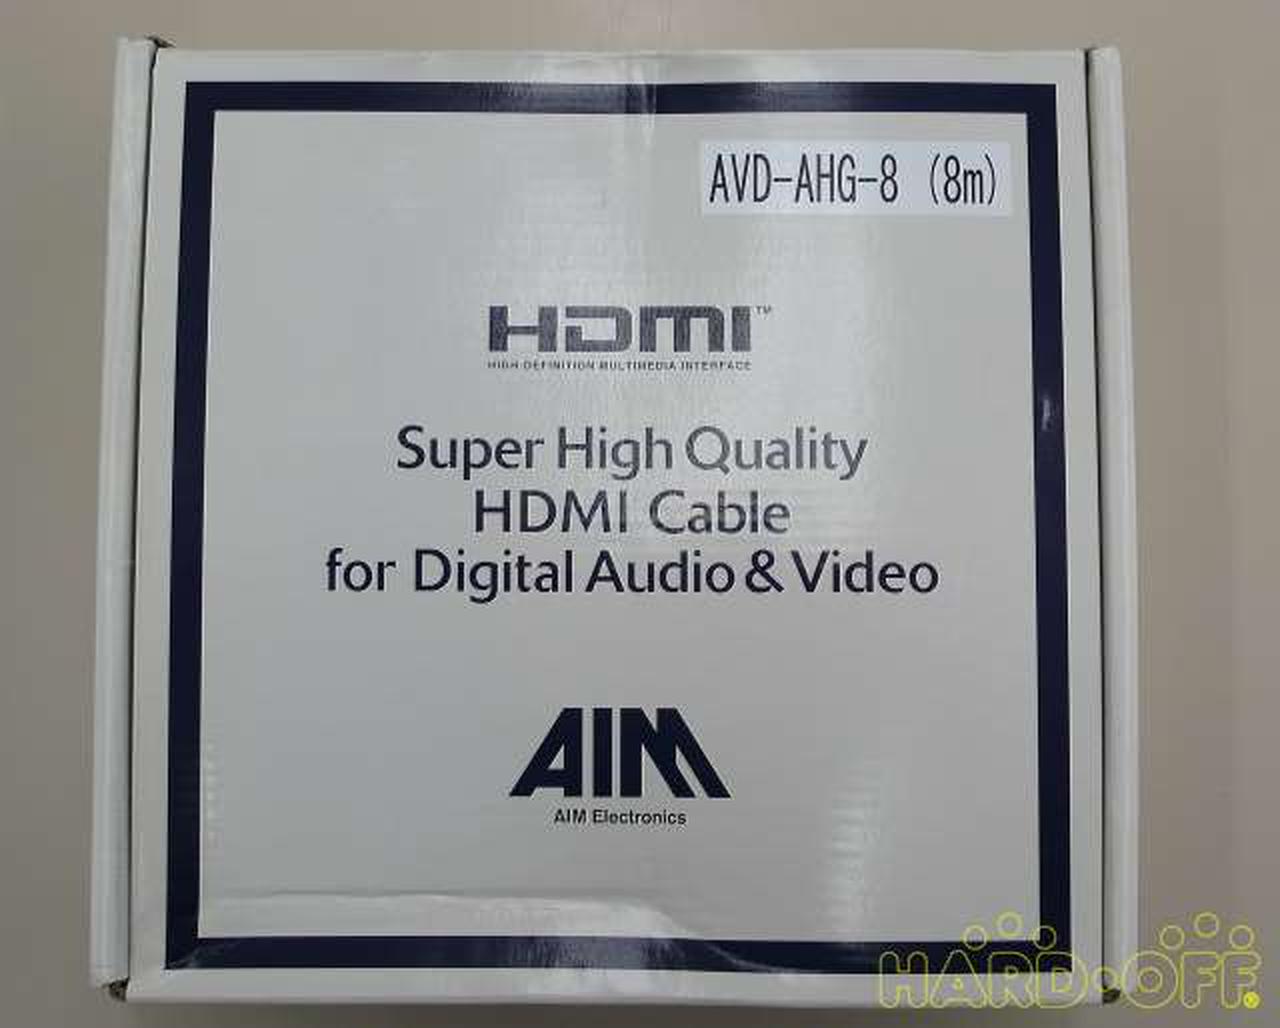 AVD-AHG-8 (8m)
HDMI™
HIGH-DEFINITION MULTIMEDIA INTERFACE
Super High Quality
HDMI Cable
for Digital Audio & Video
AIM
AIM Electronics
HARD·OFF®